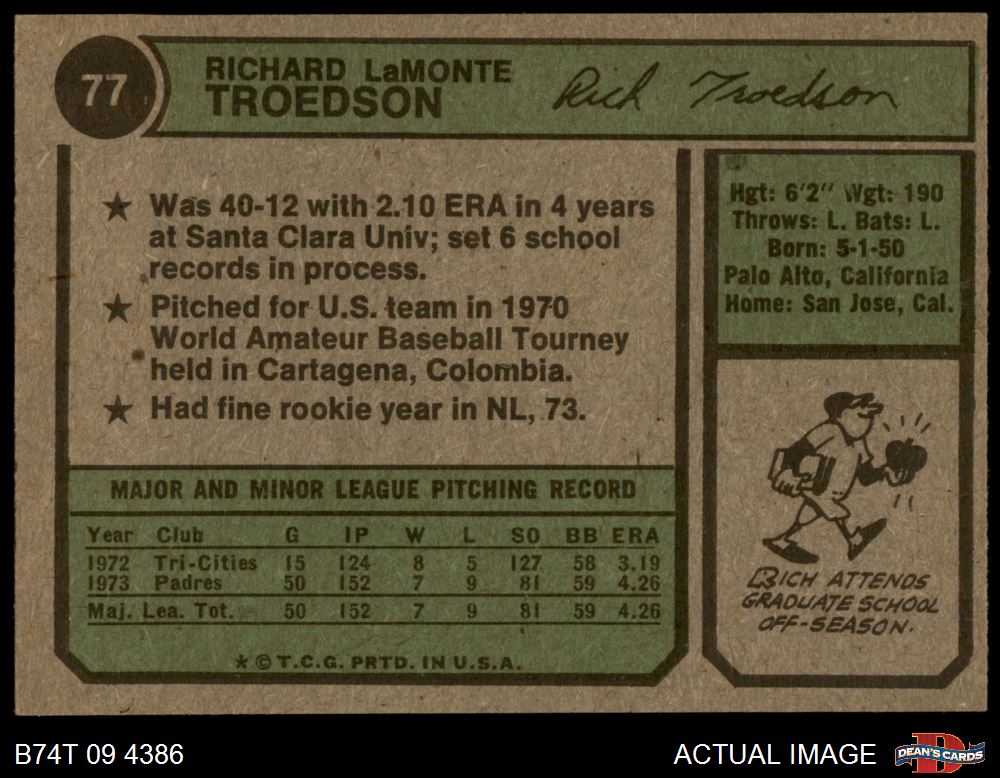 77
RICHARD LaMONTE
TROEDSON
Rich Troedson
★ Was 40-12 with 2.10 ERA in 4 years
at Santa Clara Univ; set 6 school
records in process.
★ Pitched for U.S. team in 1970
World Amateur Baseball Tourney
held in Cartagena, Colombia.
★ Had fine rookie year in NL, 73.
Hgt: 6'2" Wgt: 190
Throws: L. Bats: L.
Born: 5-1-50
Palo Alto, California
Home: San Jose, Cal.
RICH ATTENDS
GRADUATE SCHOOL
OFF-SEASON.
MAJOR AND MINOR LEAGUE PITCHING RECORD
Year Club G IP W L SO BB ERA
1972 Tri-Cities 15 124 8 5 127 58 3.19
1973 Padres 50 152 7 9 81 59 4.26
Maj. Lea. Tot. 50 152 7 9 81 59 4.26
★ © T.C.G. PRTD. IN U.S.A.
B74T 09 4386
ACTUAL IMAGE
D
DEAN'S CARDS